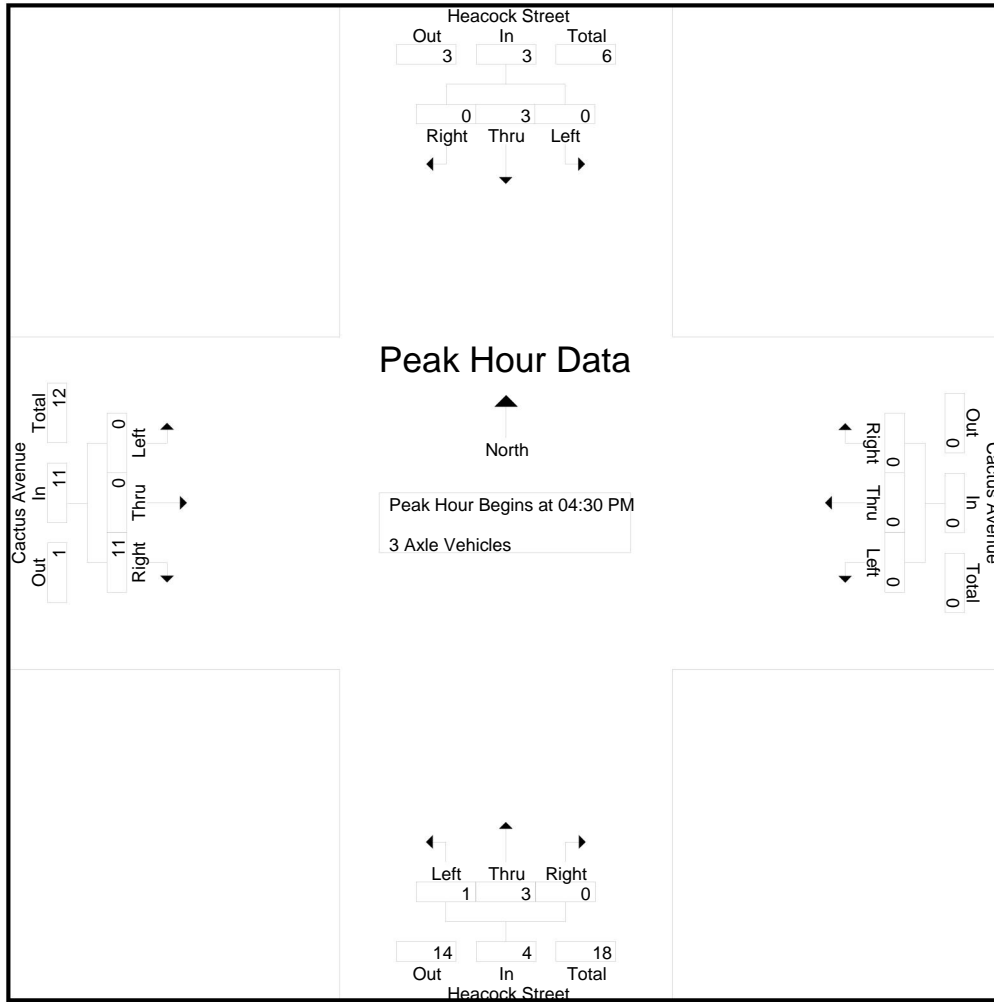 Heacock Street
Out In Total
3 3 6
0 3 0
Right Thru Left
Peak Hour Data
North
Peak Hour Begins at 04:30 PM
3 Axle Vehicles
Cactus Avenue
Out In Total
1 11 12
11 0 0
Right Thru Left
Right Thru Left
0 0 0
Out In Total
0 0 0
Cactus Avenue
Left Thru Right
1 3 0
14 4 18
Out In Total
Heacock Street